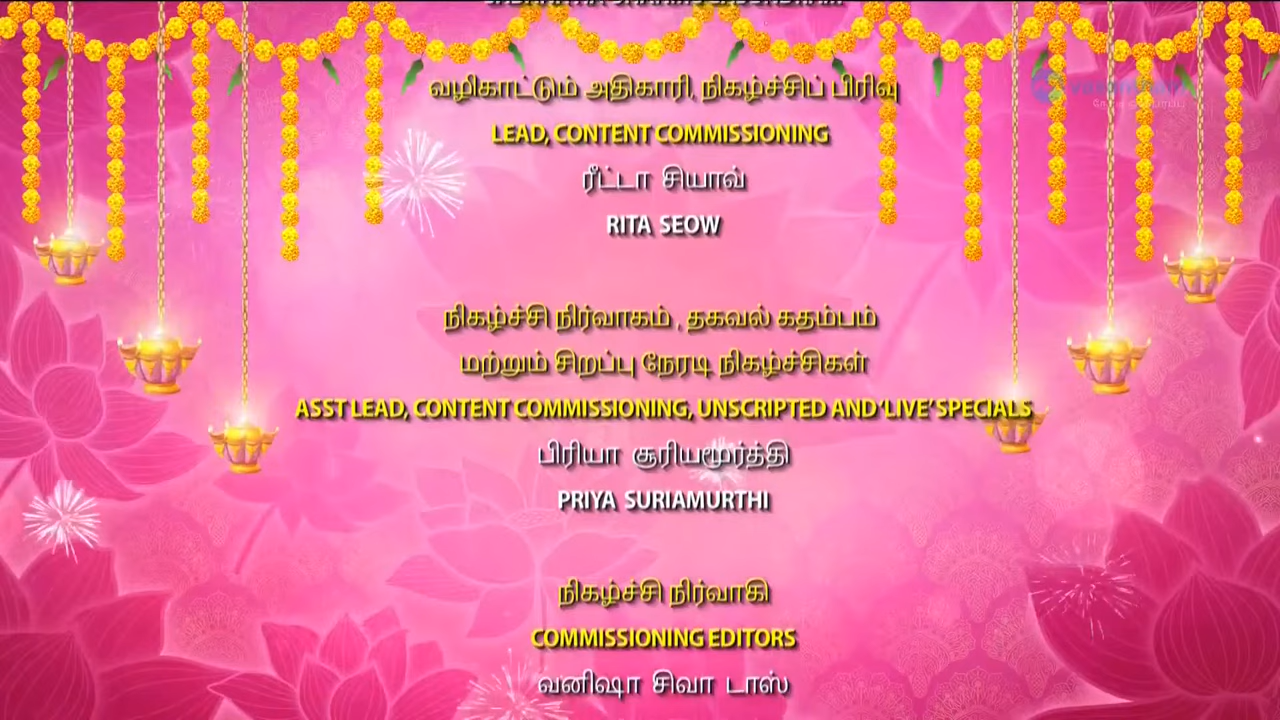 வழிகாட்டும் அதிகாரி, நிகழ்ச்சிப் பிரிவு
LEAD, CONTENT COMMISSIONING
ரீட்டா சியாவ்
RITA SEOW
நிகழ்ச்சி நிர்வாகம் , தகவல் கதம்பம்
மற்றும் சிறப்பு நேரடி நிகழ்ச்சிகள்
ASST LEAD, CONTENT COMMISSIONING, UNSCRIPTED AND ‘LIVE’ SPECIALS
பிரியா சூரியமூர்த்தி
PRIYA SURIAMURTHI
நிகழ்ச்சி நிர்வாகி
COMMISSIONING EDITORS
வனிஷா சிவா டாஸ்